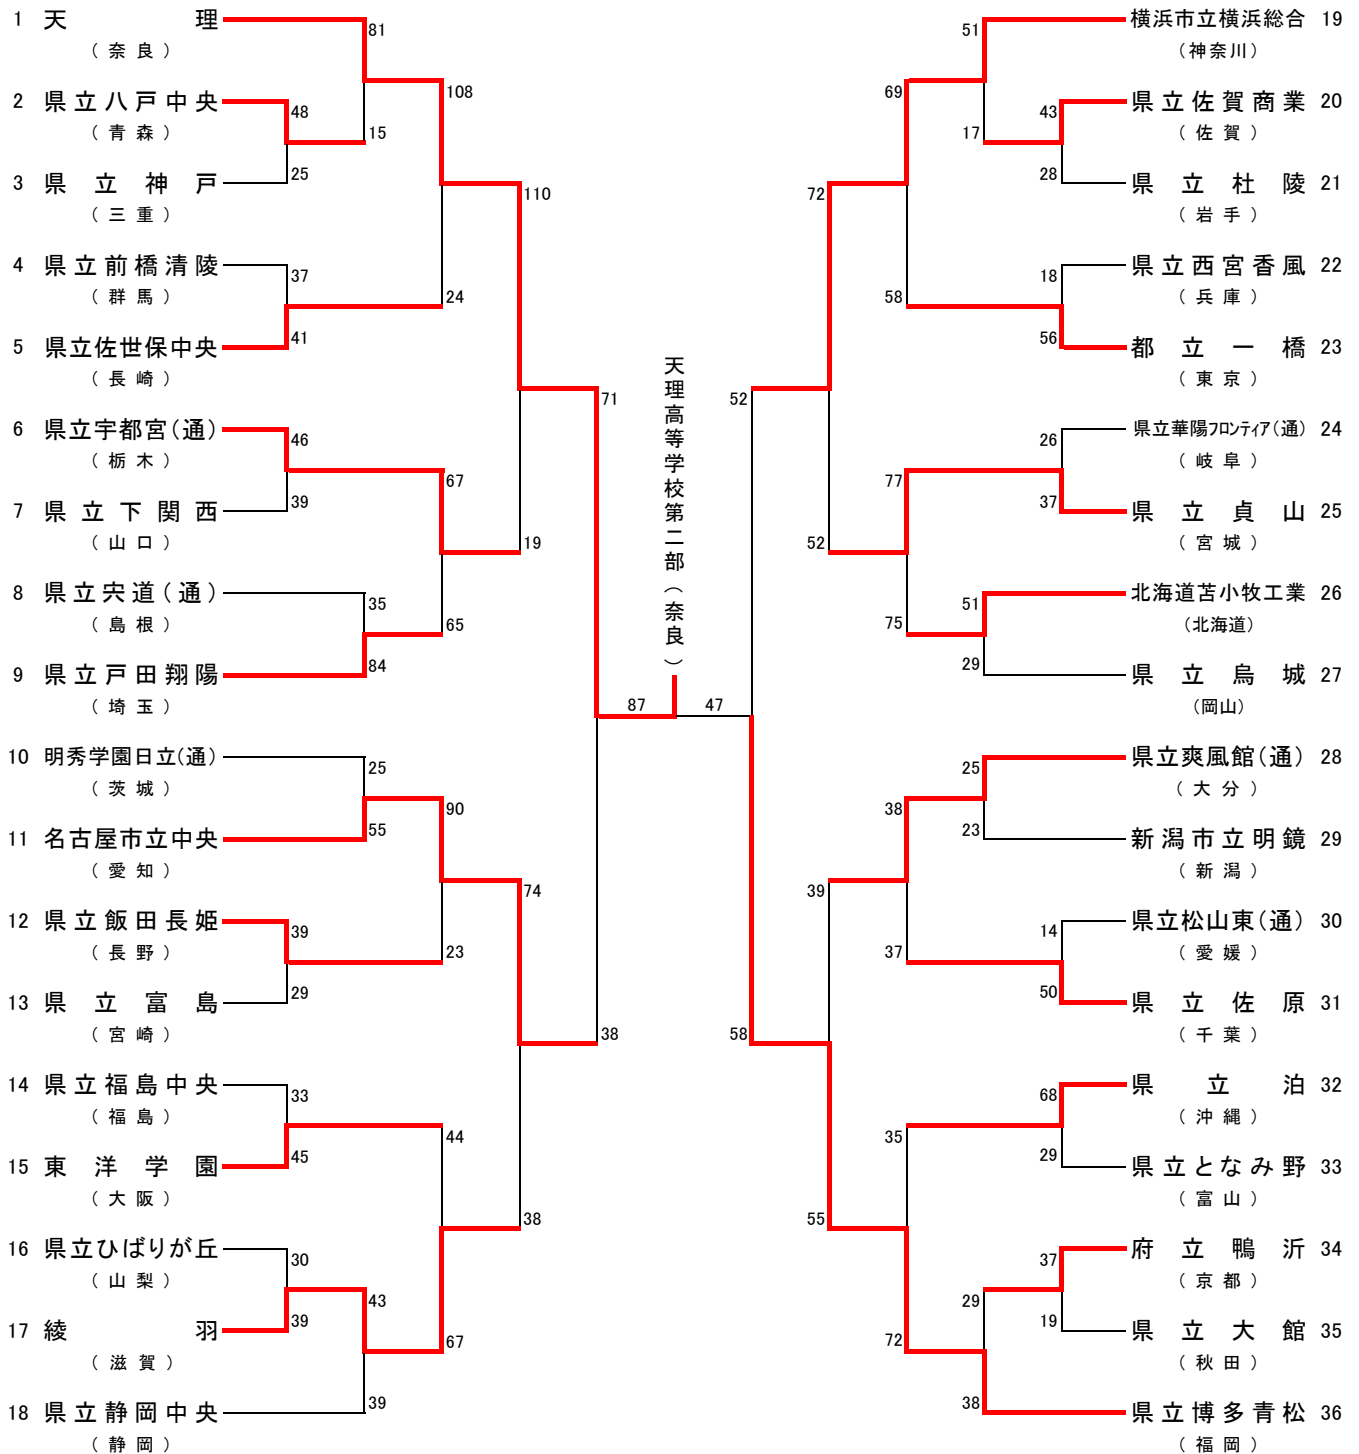 1 天理
（奈良）
2 県立八戸中央
（青森）
3 県立神戸
（三重）
4 県立前橋清陵
（群馬）
5 県立佐世保中央
（長崎）
6 県立宇都宮(通)
（栃木）
7 県立下関西
（山口）
8 県立宍道(通)
（島根）
9 県立戸田翔陽
（埼玉）
10 明秀学園日立(通)
（茨城）
11 名古屋市立中央
（愛知）
12 県立飯田長姫
（長野）
13 県立富島
（宮崎）
14 県立福島中央
（福島）
15 東洋学園
（大阪）
16 県立ひばりが丘
（山梨）
17 綾羽
（滋賀）
18 県立静岡中央
（静岡）
81
15
48
25
108
24
37
41
110
19
46
39
67
65
35
84
71
38
25
55
90
23
39
29
74
38
33
45
44
67
30
39
43
39
天理高等学校第二部（奈良）
87
47
52
58
72
52
69
58
51
17
43
28
18
56
77
75
26
37
51
29
39
55
38
37
25
23
14
50
35
72
68
29
29
38
37
19
横浜市立横浜総合 19
(神奈川)
県立佐賀商業 20
（佐賀）
県立杜陵 21
（岩手）
県立西宮香風 22
（兵庫）
都立一橋 23
（東京）
県立華陽フロンティア(通) 24
（岐阜）
県立貞山 25
（宮城）
北海道苫小牧工業 26
(北海道)
県立烏城 27
(岡山)
県立爽風館(通) 28
（大分）
新潟市立明鏡 29
（新潟）
県立松山東(通) 30
（愛媛）
県立佐原 31
（千葉）
県立泊 32
（沖縄）
県立となみ野 33
（富山）
府立鴨沂 34
（京都）
県立大館 35
（秋田）
県立博多青松 36
（福岡）